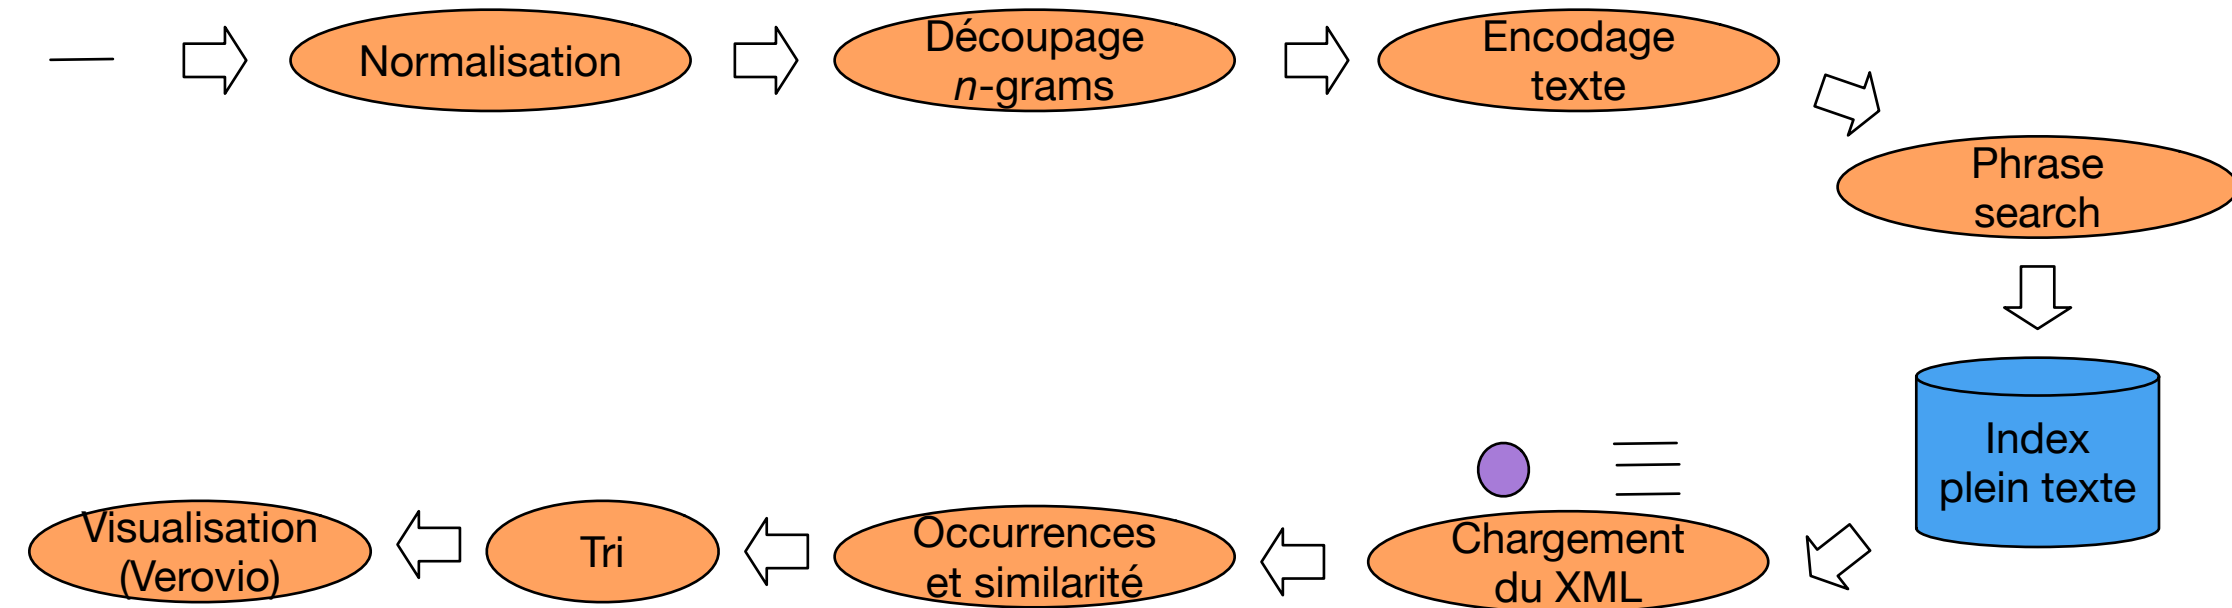 Normalisation
Découpage
n-grams
Encodage
texte
Phrase
search
Index
plein texte
Chargement
du XML
Occurrences
et similarité
Tri
Visualisation
(Verovio)